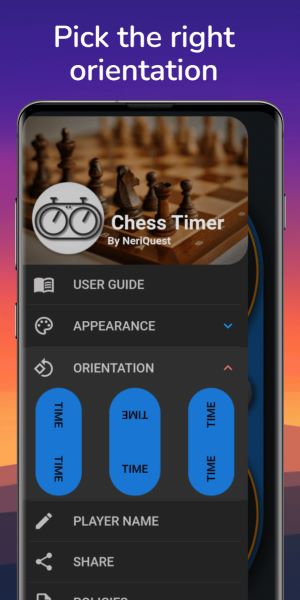 Pick the right
orientation
Chess Timer
By NeriQuest
USER GUIDE
APPEARANCE
ORIENTATION
TIME
TIME
TIME
TIME
TIME
TIME
PLAYER NAME
SHARE
POLICIES